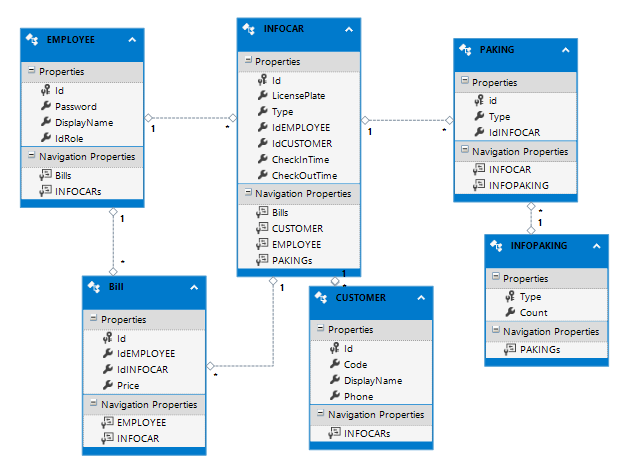 EMPLOYEE
Properties
Id
Password
DisplayName
IdRole
Navigation Properties
Bills
INFOCARs
INFOCAR
Properties
Id
LicensePlate
Type
IdEMPLOYEE
IdCUSTOMER
CheckInTime
CheckOutTime
Navigation Properties
Bills
CUSTOMER
EMPLOYEE
PAKINGs
PAKING
Properties
id
Type
IdINFOCAR
Navigation Properties
INFOCAR
INFOPAKING
1
*
1
*
*
1
INFOPAKING
Properties
Type
Count
Navigation Properties
PAKINGs
1
*
Bill
Properties
Id
IdEMPLOYEE
IdINFOCAR
Price
Navigation Properties
EMPLOYEE
INFOCAR
1
*
1
*
CUSTOMER
Properties
Id
Code
DisplayName
Phone
Navigation Properties
INFOCARs